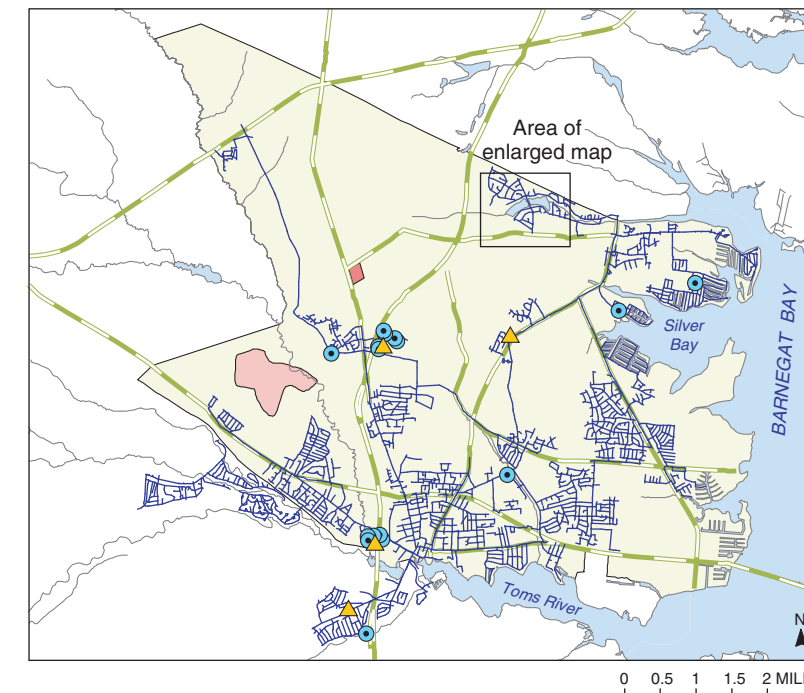 Area of
enlarged map
Silver
Bay
BARNEGAT BAY
Toms River
N
0 0.5 1 1.5 2 MIL